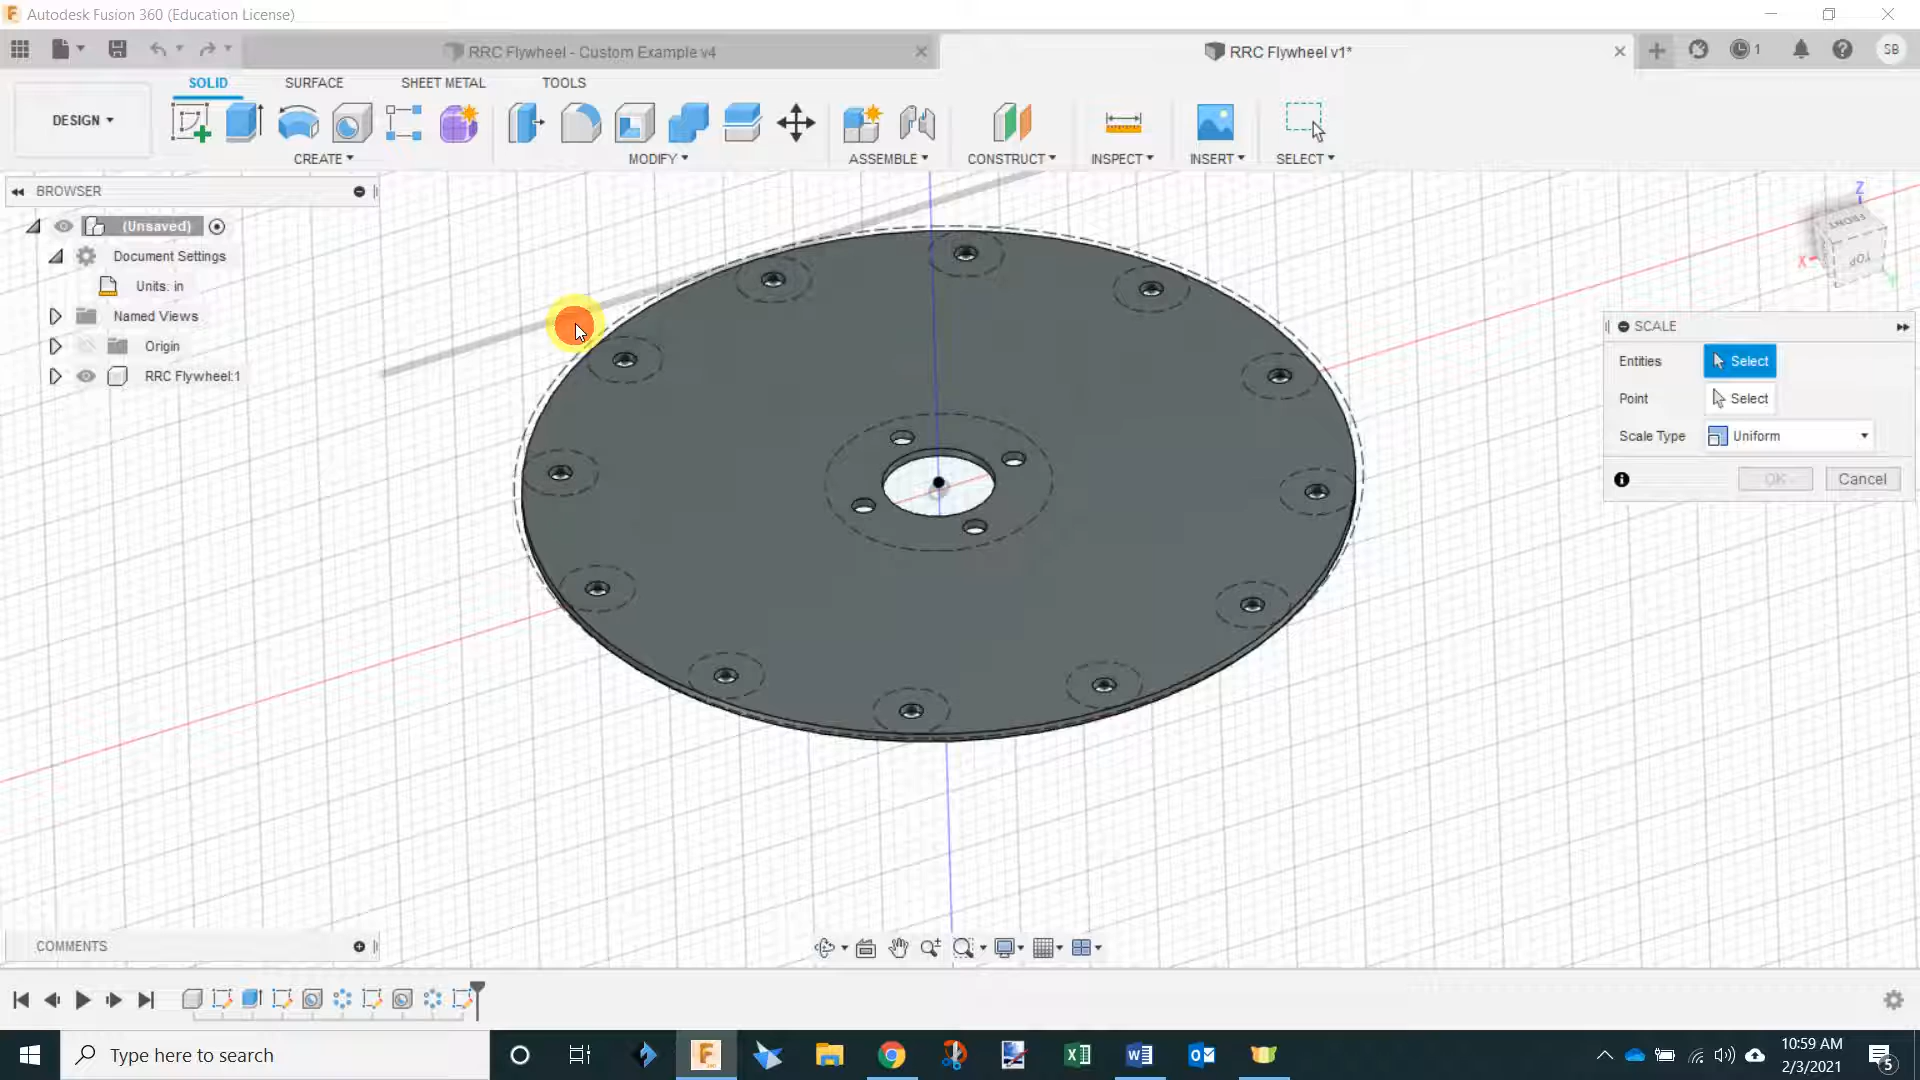 Autodesk Fusion 360 (Education License)
RRC Flywheel - Custom Example v4
RRC Flywheel v1*
1
SB
SOLID
SURFACE
SHEET METAL
TOOLS
DESIGN
CREATE
MODIFY
ASSEMBLE
CONSTRUCT
INSPECT
INSERT
SELECT
BROWSER
(Unsaved)
Document Settings
Units: in
Named Views
Origin
RRC Flywheel:1
Z
X
Y
FRONT
TOP
SCALE
Entities
Select
Point
Select
Scale Type
Uniform
OK
Cancel
COMMENTS
Type here to search
10:59 AM
2/3/2021
5